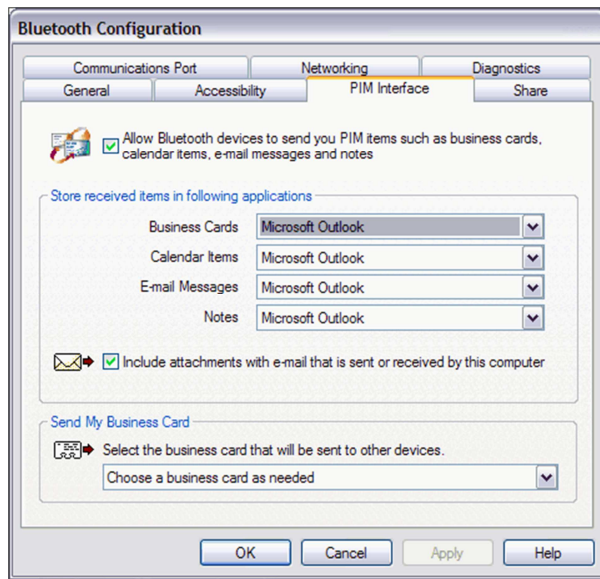 Bluetooth Configuration
Communications Port Networking Diagnostics
General Accessibility PIM Interface Share
Allow Bluetooth devices to send you PIM items such as business cards,
calendar items, e-mail messages and notes
Store received items in following applications
Business Cards Microsoft Outlook
Calendar Items Microsoft Outlook
E-mail Messages Microsoft Outlook
Notes Microsoft Outlook
Include attachments with e-mail that is sent or received by this computer
Send My Business Card
Select the business card that will be sent to other devices.
Choose a business card as needed
OK Cancel Apply Help